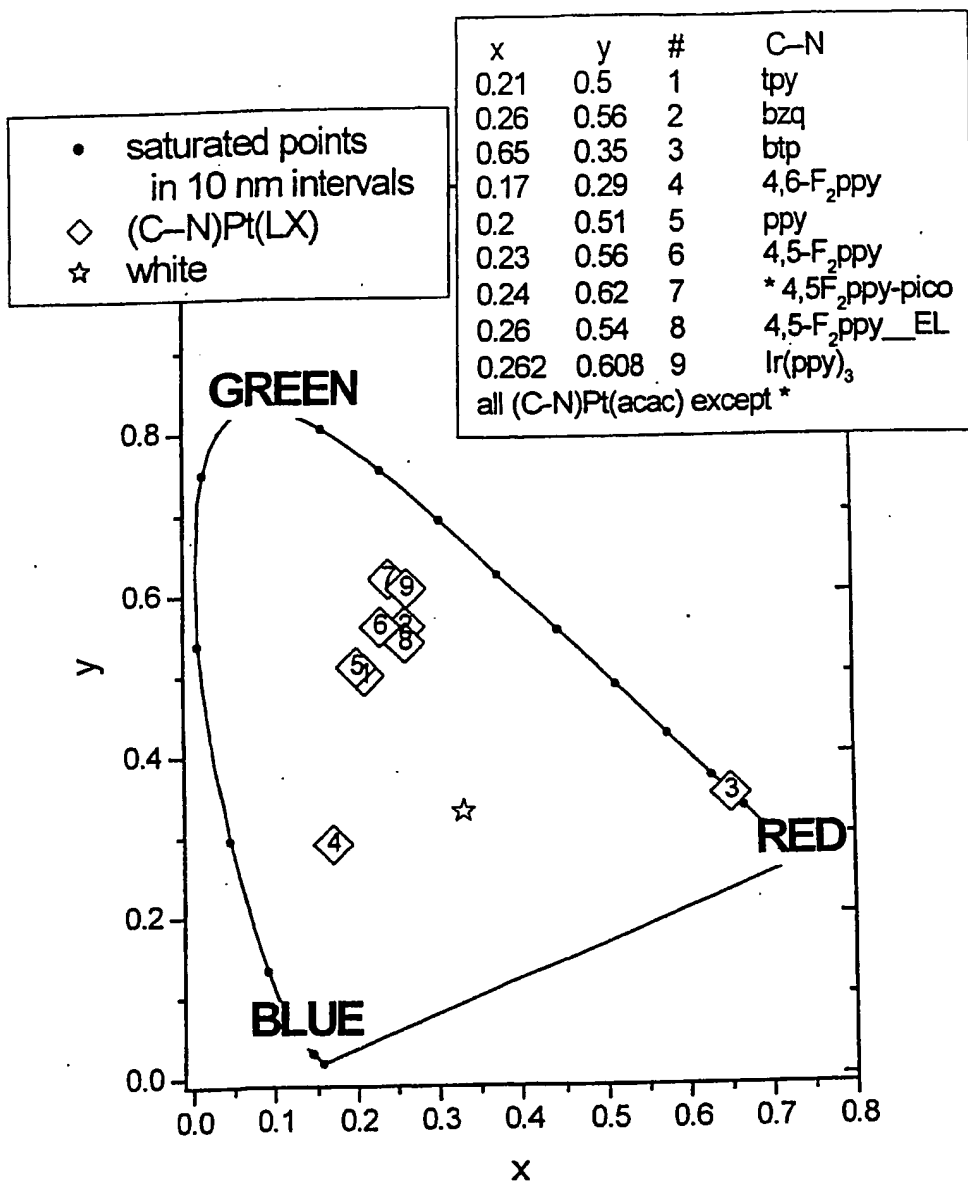 x y # C–N
0.21 0.5 1 tpy
0.26 0.56 2 bzq
0.65 0.35 3 btp
0.17 0.29 4 4,6-F₂ppy
0.2 0.51 5 ppy
0.23 0.56 6 4,5-F₂ppy
0.24 0.62 7 * 4,5F₂ppy-pico
0.26 0.54 8 4,5-F₂ppy__EL
0.262 0.608 9 Ir(ppy)₃
all (C-N)Pt(acac) except *
saturated points
in 10 nm intervals
(C–N)Pt(LX)
white
GREEN
0.8
7 9
0.6
6 2
8
5 1
y
0.4
3
RED
4
0.2
BLUE
0.0
0.0 0.1 0.2 0.3 0.4 0.5 0.6 0.7 0.8
x